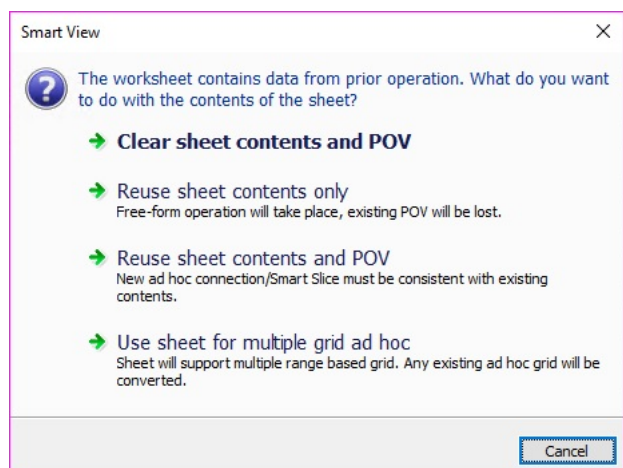 Smart View
The worksheet contains data from prior operation. What do you want
to do with the contents of the sheet?
Clear sheet contents and POV
Reuse sheet contents only
Free-form operation will take place, existing POV will be lost.
Reuse sheet contents and POV
New ad hoc connection/Smart Slice must be consistent with existing
contents.
Use sheet for multiple grid ad hoc
Sheet will support multiple range based grid. Any existing ad hoc grid will be
converted.
Cancel